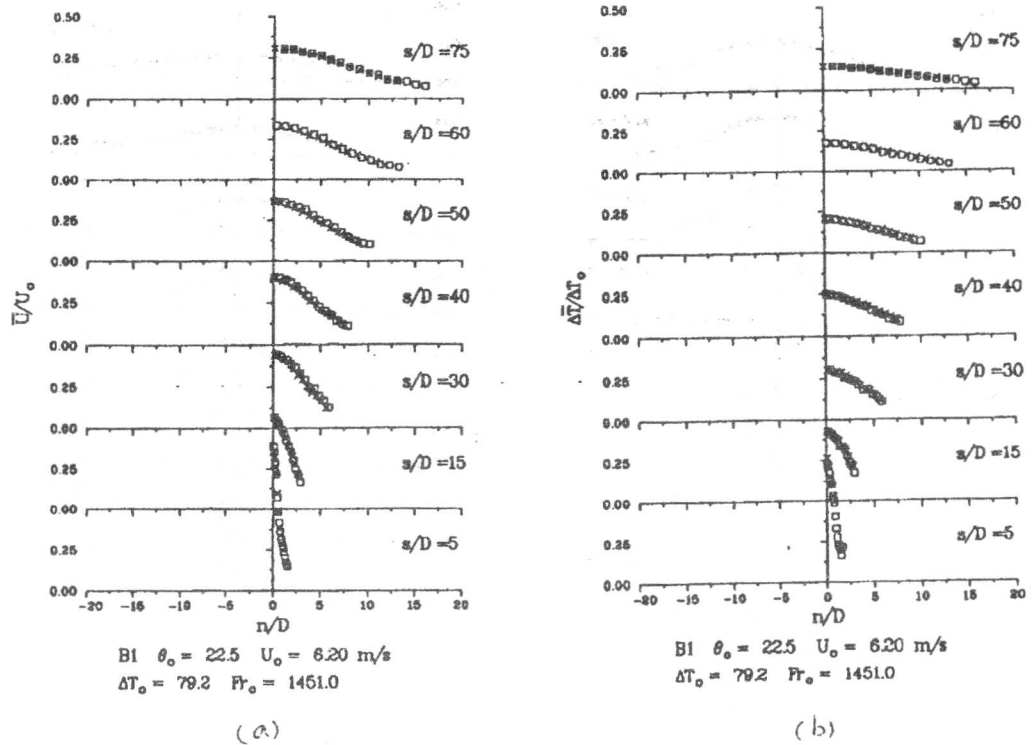 0.50
0.25
s/D =75
0.00
0.25
s/D =60
0.00
0.25
s/D =50
0.00
0.25
s/D =40
0.00
0.25
s/D =30
0.00
0.25
s/D =15
0.00
0.25
s/D =5
0.00
U̅/U₀
-20 -15 -10 -5 0 5 10 15 20
n/D
B1 θ₀ = 22.5 U₀ = 6.20 m/s
ΔT₀ = 79.2 Fr₀ = 1451.0
(a)
0.50
0.25
s/D =75
0.00
0.25
s/D =60
0.00
0.25
s/D =50
0.00
0.25
s/D =40
0.00
0.25
s/D =30
0.00
0.25
s/D =15
0.00
0.25
s/D =5
0.00
Δ̅T̅/ΔT₀
-20 -15 -10 -5 0 5 10 15 20
n/D
B1 θ₀ = 22.5 U₀ = 6.20 m/s
ΔT₀ = 79.2 Fr₀ = 1451.0
(b)